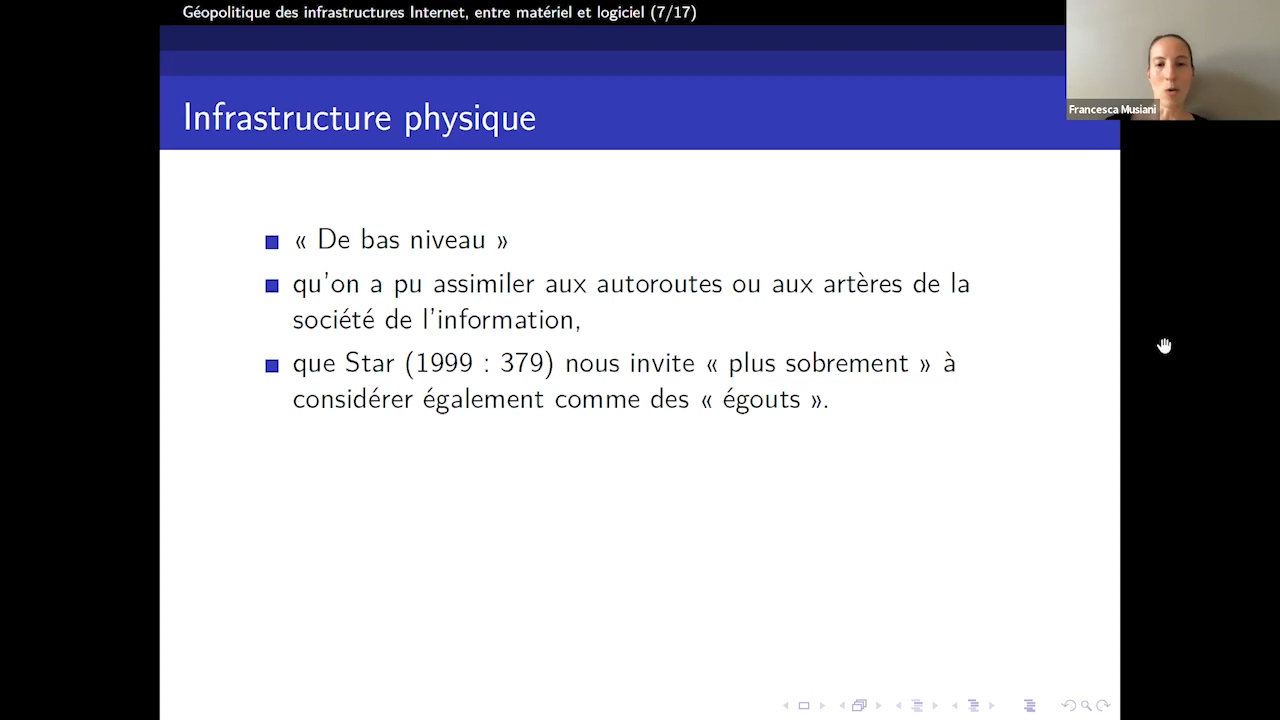 Géopolitique des infrastructures Internet, entre matériel et logiciel (7/17)
Francesca Musiani
Infrastructure physique
« De bas niveau »
qu'on a pu assimiler aux autoroutes ou aux artères de la
société de l'information,
que Star (1999 : 379) nous invite « plus sobrement » à
considérer également comme des « égouts ».